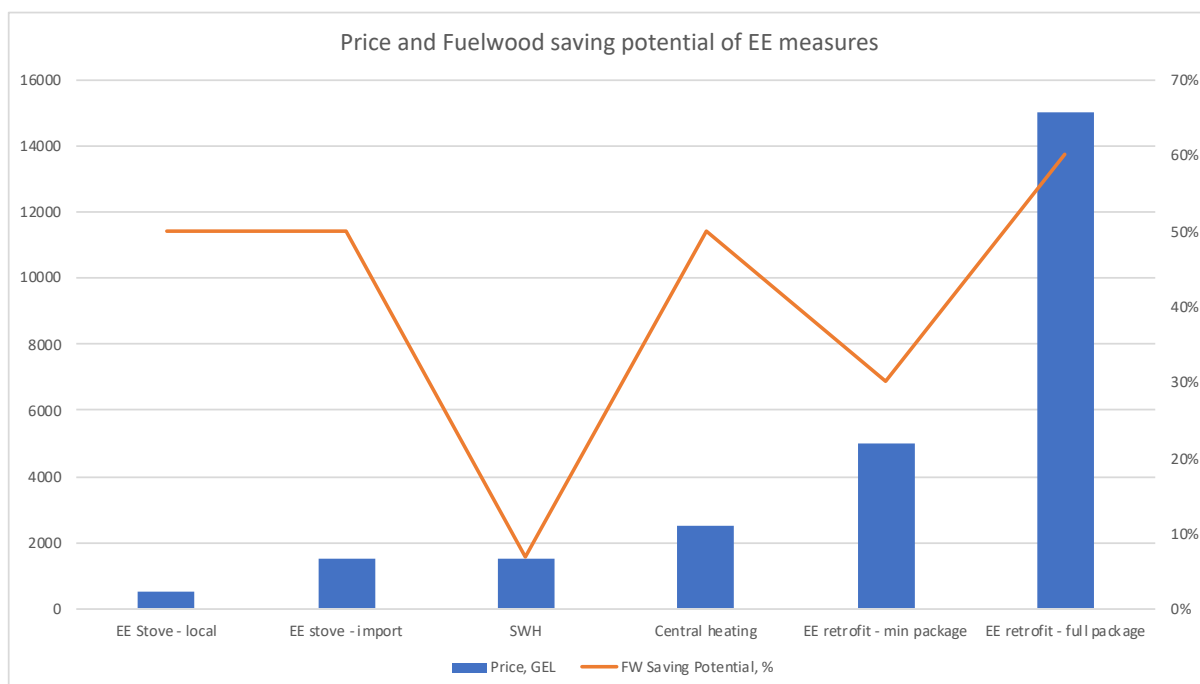 Price and Fuelwood saving potential of EE measures
16000
14000
12000
10000
8000
6000
4000
2000
0
70%
60%
50%
40%
30%
20%
10%
0%
EE Stove - local
EE stove - import
SWH
Central heating
EE retrofit - min package
EE retrofit - full package
Price, GEL
FW Saving Potential, %